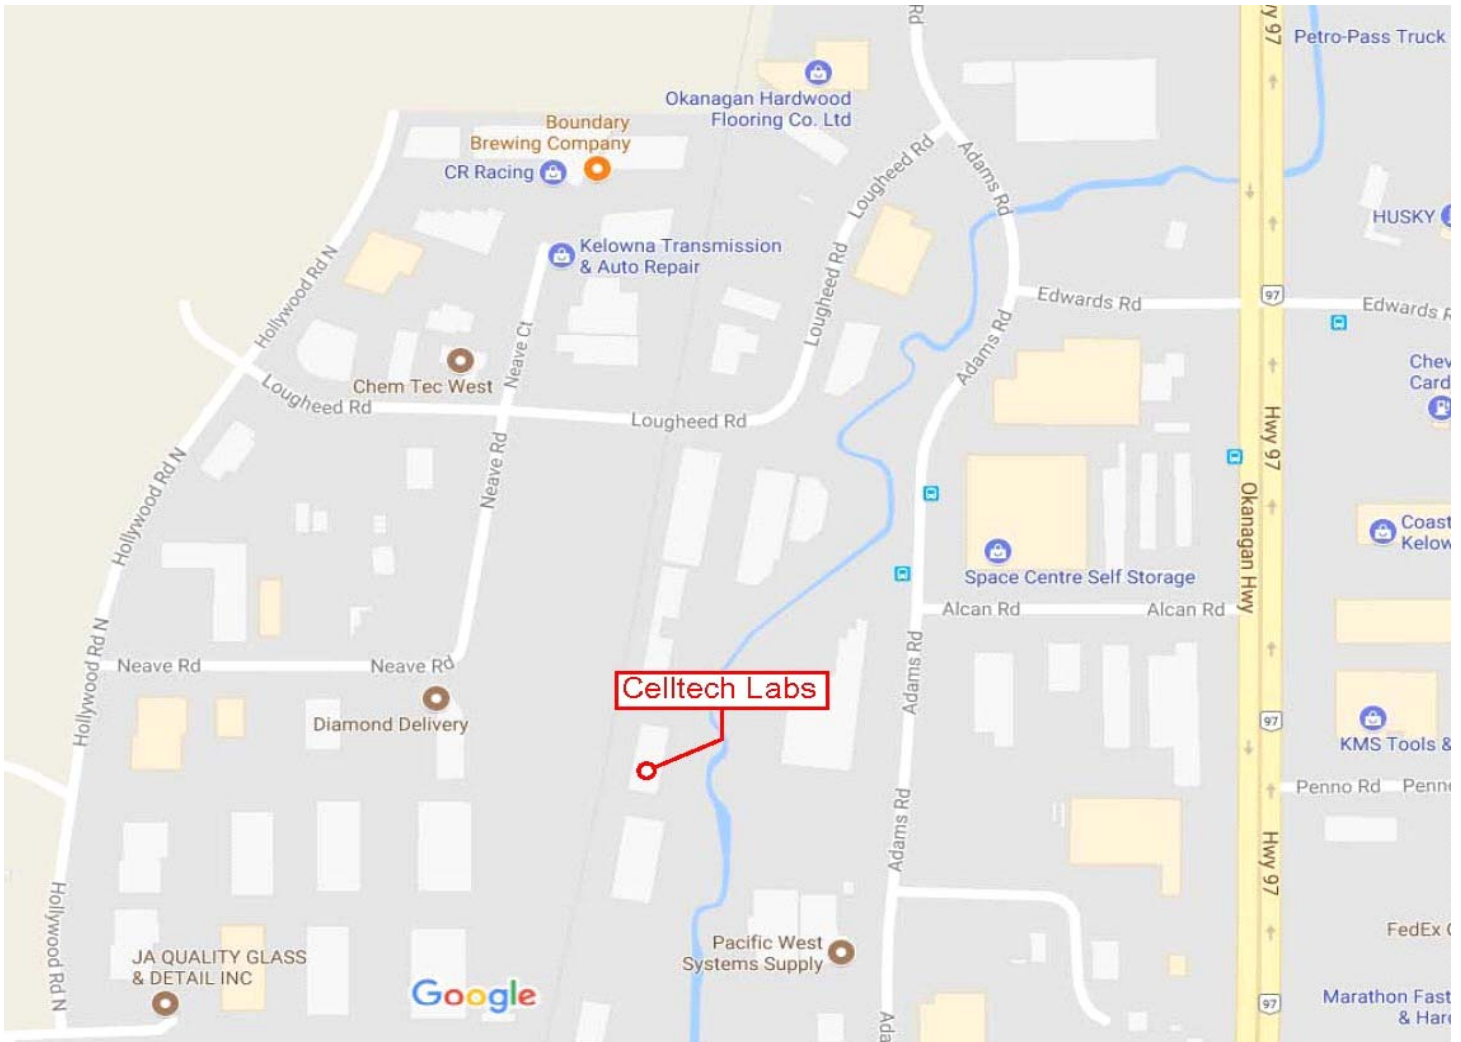 Rd
y 97
Petro-Pass Truck
Okanagan Hardwood
Flooring Co. Ltd
Boundary
Brewing Company
CR Racing
Lougheed Rd
Adams Rd
HUSKY
Kelowna Transmission
& Auto Repair
Hollywood Rd N
Lougheed Rd
Edwards Rd
97
Edwards R
Neave Ct
Adams Rd
Chem Tec West
Chev
Card
Lougheed Rd
Lougheed Rd
Hwy 97
Neave Rd
Hollywood Rd N
Okanagan Hwy
Coast
Kelow
Space Centre Self Storage
Alcan Rd
Alcan Rd
Hollywood Rd N
Neave Rd
Neave Rd
Adams Rd
Celltech Labs
Diamond Delivery
97
KMS Tools &
Penno Rd
Penn
Adams Rd
Hwy 97
Hollywood Rd N
Pacific West
Systems Supply
FedEx
JA QUALITY GLASS
& DETAIL INC
Google
97
Marathon Fast
& Har
Ada